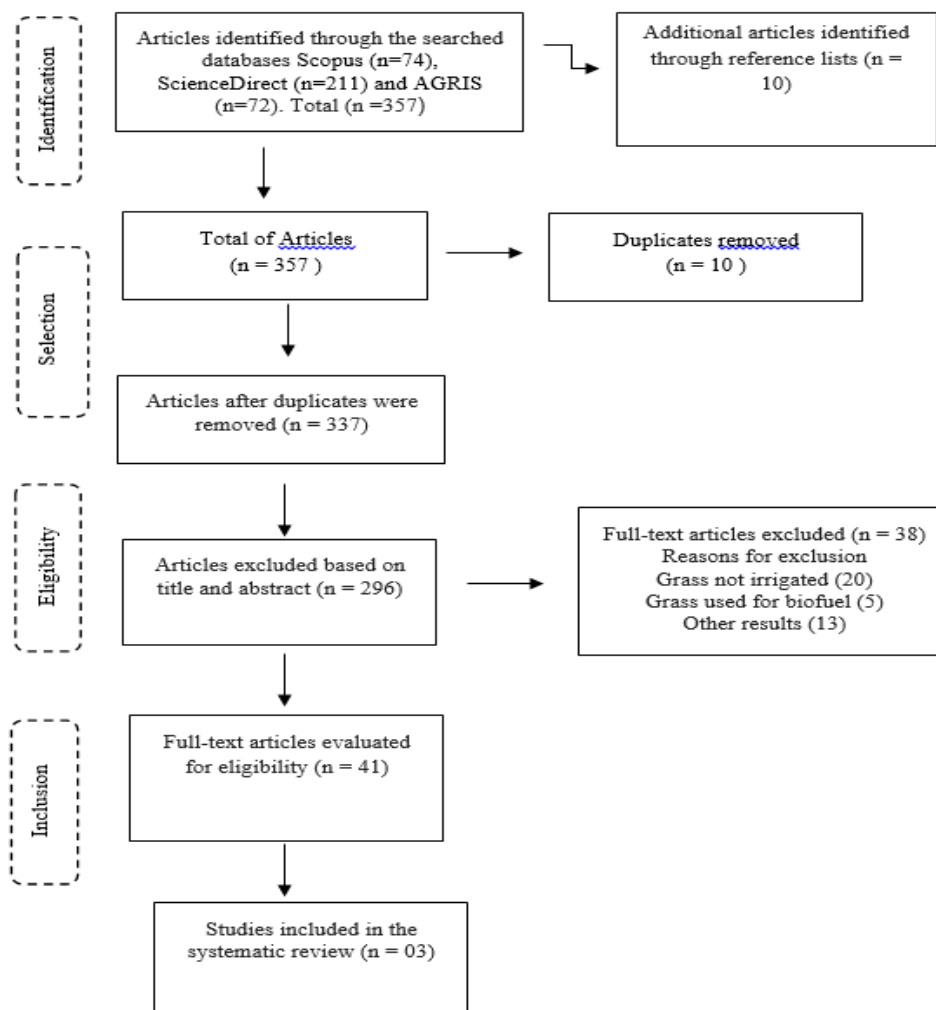 Identification
Articles identified through the searched
databases Scopus (n=74),
ScienceDirect (n=211) and AGRIS
(n=72). Total (n =357)
Additional articles identified
through reference lists (n =
10)
Selection
Total of Articles
(n = 357 )
Duplicates removed
(n = 10 )
Articles after duplicates were
removed (n = 337)
Eligibility
Articles excluded based on
title and abstract (n = 296)
Full-text articles excluded (n = 38)
Reasons for exclusion
Grass not irrigated (20)
Grass used for biofuel (5)
Other results (13)
Inclusion
Full-text articles evaluated
for eligibility (n = 41)
Studies included in the
systematic review (n = 03)